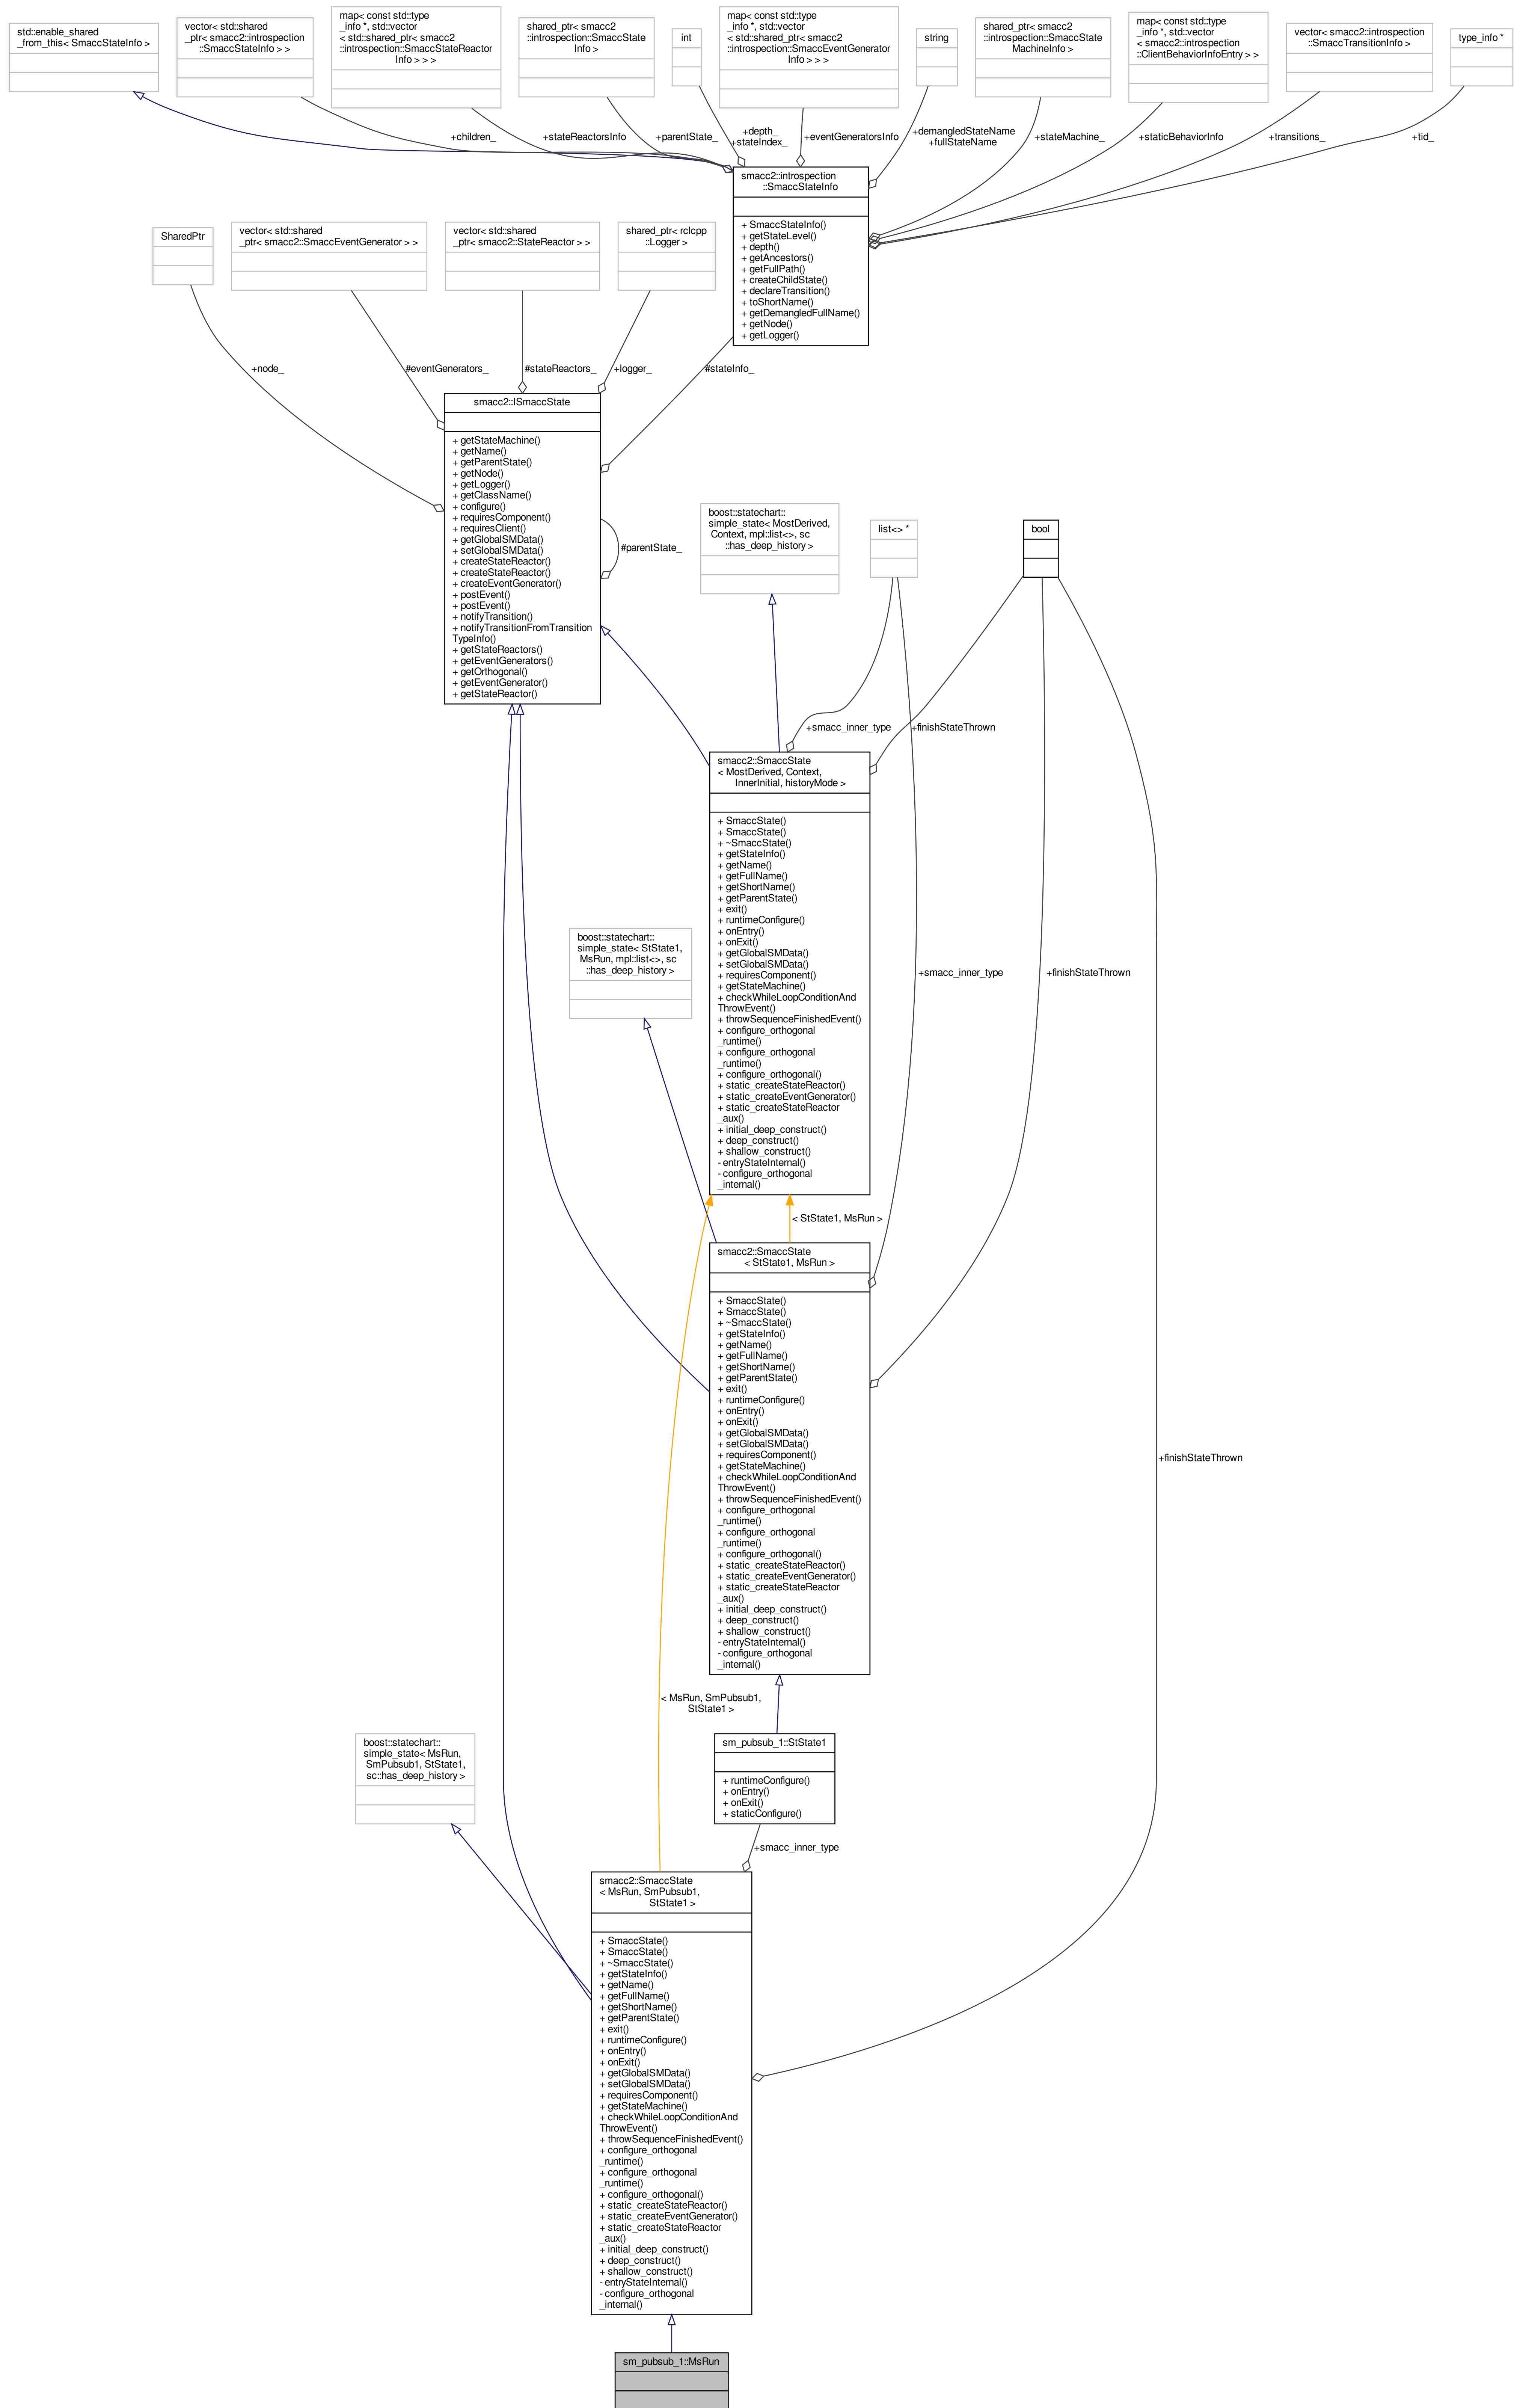 std::enable_shared
_from_this< SmaccStateInfo >
vector< std::shared
_ptr< smacc2::introspection
::SmaccStateInfo > >
map< const std::type
_info *, std::vector
< std::shared_ptr< smacc2
::introspection::SmaccStateReactor
Info > > >
shared_ptr< smacc2
::introspection::SmaccState
Info >
int
map< const std::type
_info *, std::vector
< std::shared_ptr< smacc2
::introspection::SmaccEventGenerator
Info > > >
string
shared_ptr< smacc2
::introspection::SmaccState
MachineInfo >
map< const std::type
_info *, std::vector
< smacc2::introspection
::ClientBehaviorInfoEntry > >
vector< smacc2::introspection
::SmaccTransitionInfo >
type_info *
+children_
+stateReactorsInfo
+parentState_
+depth_
+stateIndex_
+eventGeneratorsInfo
+demangledStateName
+fullStateName
+stateMachine_
+staticBehaviorInfo
+transitions_
+tid_
smacc2::introspection
::SmaccStateInfo
+ SmaccStateInfo()
+ getStateLevel()
+ depth()
+ getAncestors()
+ getFullPath()
+ createChildState()
+ declareTransition()
+ toShortName()
+ getDemangledFullName()
+ getNode()
+ getLogger()
SharedPtr
vector< std::shared
_ptr< smacc2::SmaccEventGenerator > >
vector< std::shared
_ptr< smacc2::StateReactor > >
shared_ptr< rclcpp
::Logger >
+node_
#eventGenerators_
#stateReactors_
+logger_
#stateInfo_
smacc2::ISmaccState
+ getStateMachine()
+ getName()
+ getParentState()
+ getNode()
+ getLogger()
+ getClassName()
+ configure()
+ requiresComponent()
+ requiresClient()
+ getGlobalSMData()
+ setGlobalSMData()
+ createStateReactor()
+ createStateReactor()
+ createEventGenerator()
+ postEvent()
+ postEvent()
+ notifyTransition()
+ notifyTransitionFromTransition
TypeInfo()
+ getStateReactors()
+ getEventGenerators()
+ getOrthogonal()
+ getEventGenerator()
+ getStateReactor()
#parentState_
boost::statechart::
simple_state< MostDerived,
Context, mpl::list<>, sc
::has_deep_history >
list<> *
bool
+smacc_inner_type
+finishStateThrown
smacc2::SmaccState
< MostDerived, Context,
InnerInitial, historyMode >
+ SmaccState()
+ SmaccState()
+ ~SmaccState()
+ getStateInfo()
+ getName()
+ getFullName()
+ getShortName()
+ getParentState()
+ exit()
+ runtimeConfigure()
+ onEntry()
+ onExit()
+ getGlobalSMData()
+ setGlobalSMData()
+ requiresComponent()
+ getStateMachine()
+ checkWhileLoopConditionAnd
ThrowEvent()
+ throwSequenceFinishedEvent()
+ configure_orthogonal
_runtime()
+ configure_orthogonal
_runtime()
+ configure_orthogonal()
+ static_createStateReactor()
+ static_createEventGenerator()
+ static_createStateReactor
_aux()
+ initial_deep_construct()
+ deep_construct()
+ shallow_construct()
- entryStateInternal()
- configure_orthogonal
_internal()
boost::statechart::
simple_state< StState1,
MsRun, mpl::list<>, sc
::has_deep_history >
+smacc_inner_type
+finishStateThrown
< StState1, MsRun >
smacc2::SmaccState
< StState1, MsRun >
+ SmaccState()
+ SmaccState()
+ ~SmaccState()
+ getStateInfo()
+ getName()
+ getFullName()
+ getShortName()
+ getParentState()
+ exit()
+ runtimeConfigure()
+ onEntry()
+ onExit()
+ getGlobalSMData()
+ setGlobalSMData()
+ requiresComponent()
+ getStateMachine()
+ checkWhileLoopConditionAnd
ThrowEvent()
+ throwSequenceFinishedEvent()
+ configure_orthogonal
_runtime()
+ configure_orthogonal
_runtime()
+ configure_orthogonal()
+ static_createStateReactor()
+ static_createEventGenerator()
+ static_createStateReactor
_aux()
+ initial_deep_construct()
+ deep_construct()
+ shallow_construct()
- entryStateInternal()
- configure_orthogonal
_internal()
+finishStateThrown
< MsRun, SmPubsub1,
StState1 >
boost::statechart::
simple_state< MsRun,
SmPubsub1, StState1,
sc::has_deep_history >
sm_pubsub_1::StState1
+ runtimeConfigure()
+ onEntry()
+ onExit()
+ staticConfigure()
+smacc_inner_type
smacc2::SmaccState
< MsRun, SmPubsub1,
StState1 >
+ SmaccState()
+ SmaccState()
+ ~SmaccState()
+ getStateInfo()
+ getName()
+ getFullName()
+ getShortName()
+ getParentState()
+ exit()
+ runtimeConfigure()
+ onEntry()
+ onExit()
+ getGlobalSMData()
+ setGlobalSMData()
+ requiresComponent()
+ getStateMachine()
+ checkWhileLoopConditionAnd
ThrowEvent()
+ throwSequenceFinishedEvent()
+ configure_orthogonal
_runtime()
+ configure_orthogonal
_runtime()
+ configure_orthogonal()
+ static_createStateReactor()
+ static_createEventGenerator()
+ static_createStateReactor
_aux()
+ initial_deep_construct()
+ deep_construct()
+ shallow_construct()
- entryStateInternal()
- configure_orthogonal
_internal()
sm_pubsub_1::MsRun